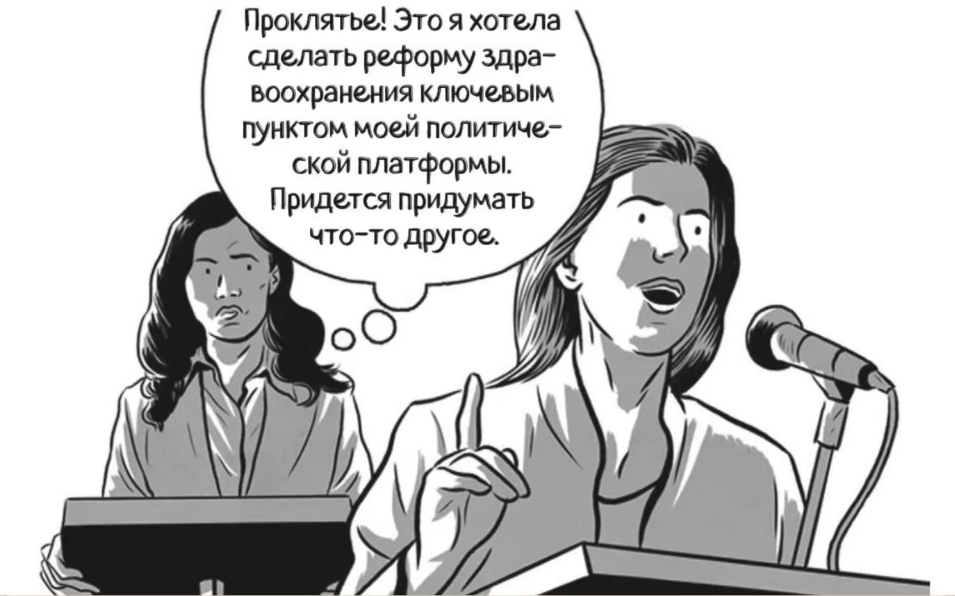 Проклятье! Это я хотела
сделать реформу здра-
воохранения ключевым
пунктом моей политиче-
ской платформы.
Придется придумать
что-то другое.